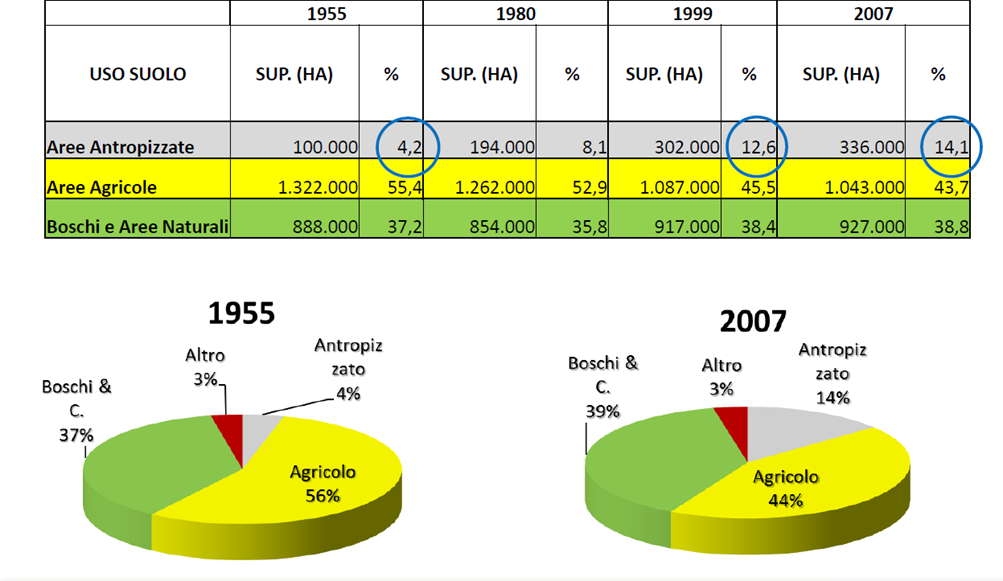 1955 1980 1999 2007
USO SUOLO SUP. (HA) % SUP. (HA) % SUP. (HA) % SUP. (HA) %
Aree Antropizzate 100.000 4,2 194.000 8,1 302.000 12,6 336.000 14,1
Aree Agricole 1.322.000 55,4 1.262.000 52,9 1.087.000 45,5 1.043.000 43,7
Boschi e Aree Naturali 888.000 37,2 854.000 35,8 917.000 38,4 927.000 38,8
1955
Altro
3%
Antropiz
zato
4%
Boschi &
C.
37%
Agricolo
56%
2007
Boschi &
C.
39%
Altro
3%
Antropiz
zato
14%
Agricolo
44%